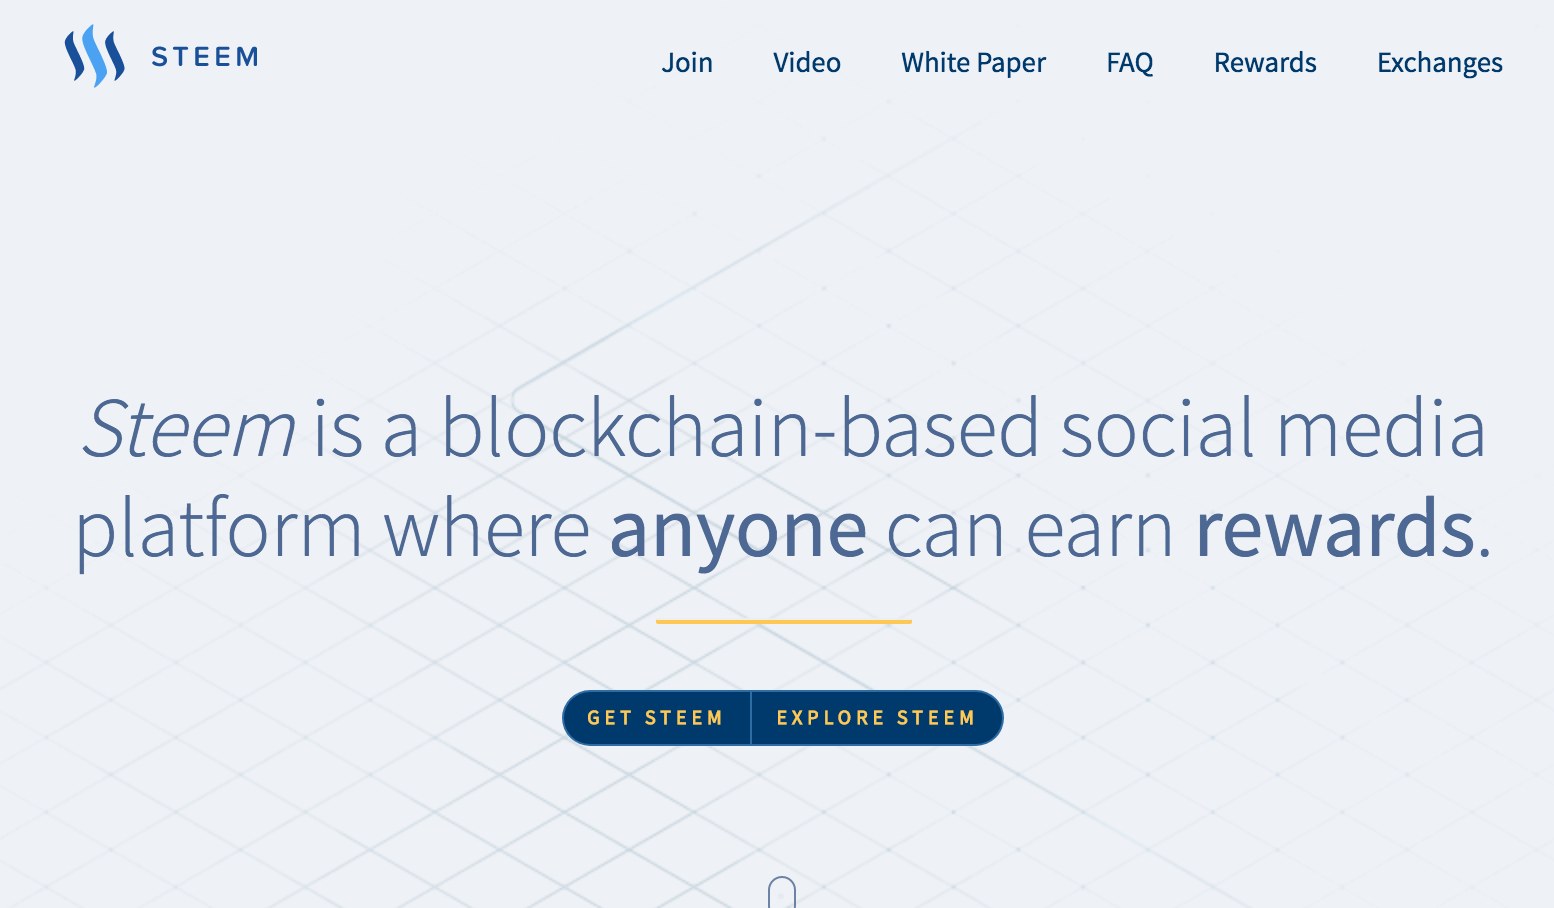 STEEM
Join Video White Paper FAQ Rewards Exchanges
Steem is a blockchain-based social media
platform where anyone can earn rewards.
GET STEEM EXPLORE STEEM